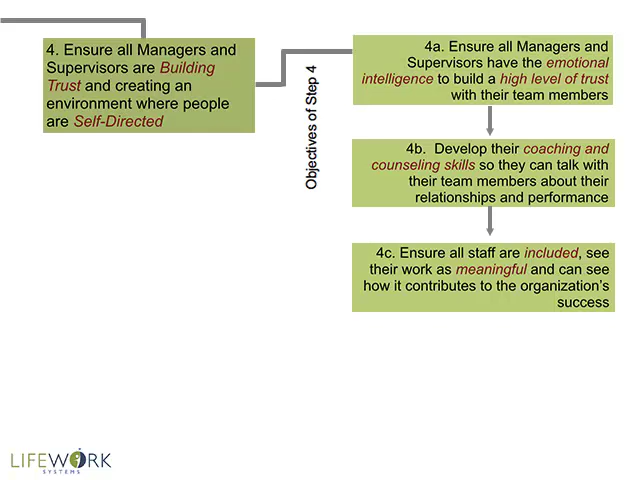 4. Ensure all Managers and
Supervisors are Building
Trust and creating an
environment where people
are Self-Directed
Objectives of Step 4
4a. Ensure all Managers and
Supervisors have the emotional
intelligence to build a high level of trust
with their team members
4b.  Develop their coaching and
counseling skills so they can talk with
their team members about their
relationships and performance
4c. Ensure all staff are included, see
their work as meaningful and can see
how it contributes to the organization's
success
LIFEWORK
SYSTEMS